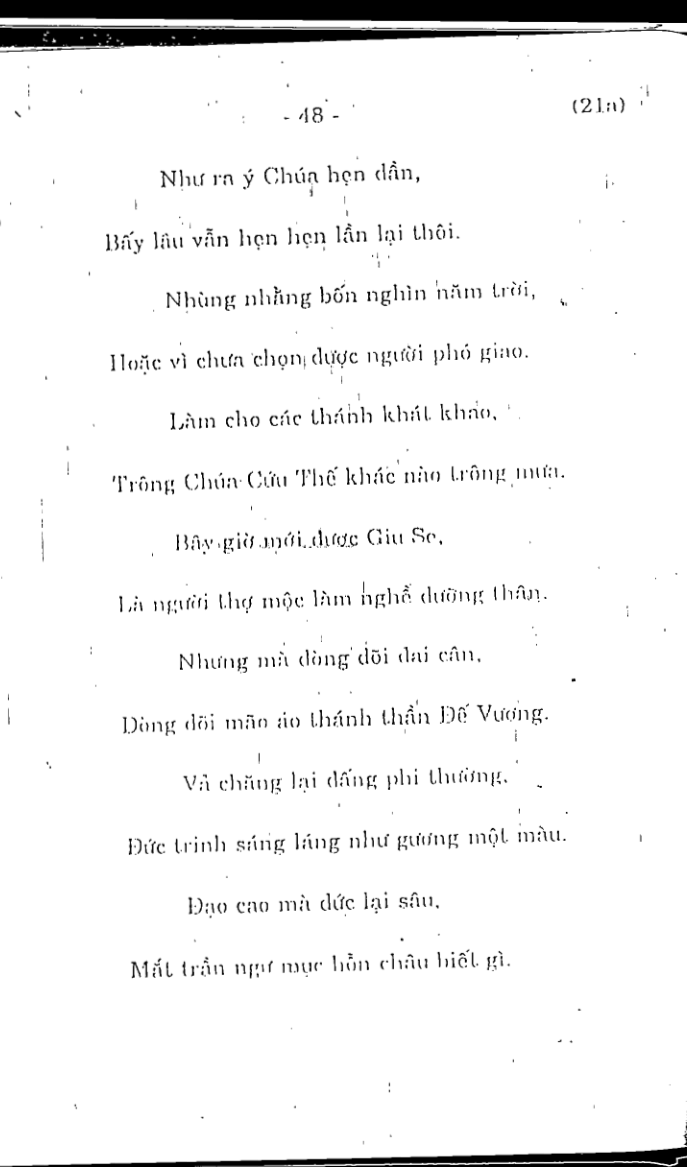 - 48 -
(21a)
Như ra ý Chúa hẹn dần,
Bấy lâu vẫn hẹn hẹn lần lại thôi.
Nhùng nhằng bốn nghìn năm trời,
Hoặc vì chưa chọn được người phó giao.
Làm cho các thánh khát khao,
Trông Chúa Cứu Thế khác nào trông mưa.
Bây giờ mới được Giu Se,
Là người thợ mộc làm nghề dưỡng thân.
Nhưng mà dòng dõi đai cân,
Dòng dõi mão áo thánh thần Đế Vương.
Vả chăng lại đấng phi thường,
Đức trinh sáng láng như gương một màu.
Đạo cao mà đức lại sâu,
Mắt trần ngư mục hỗn châu biết gì.